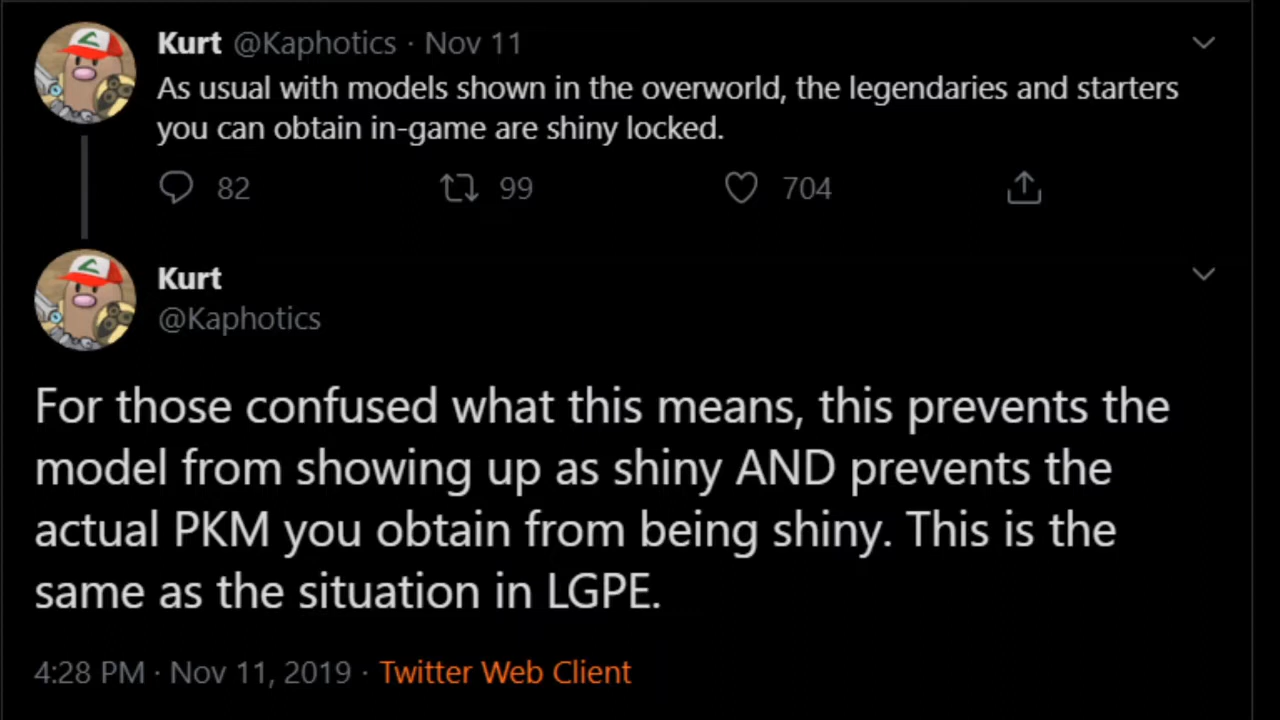 Kurt @Kaphotics · Nov 11
As usual with models shown in the overworld, the legendaries and starters
you can obtain in-game are shiny locked.
82 99 704
Kurt
@Kaphotics
For those confused what this means, this prevents the
model from showing up as shiny AND prevents the
actual PKM you obtain from being shiny. This is the
same as the situation in LGPE.
4:28 PM · Nov 11, 2019 · Twitter Web Client